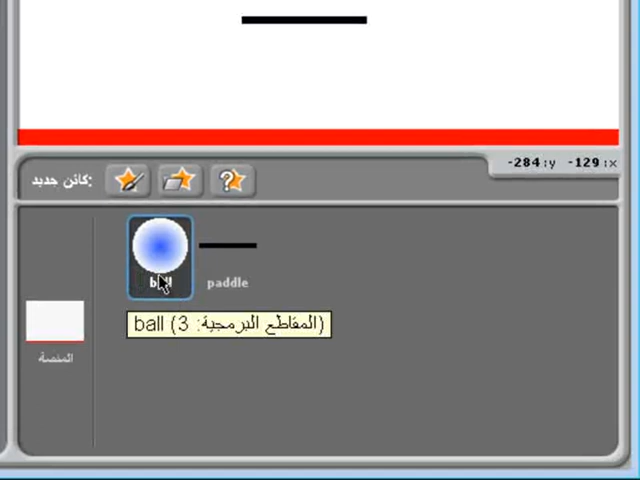 -284 :y -129 :x
كائن جديد:
ball
paddle
ball (المقاطع البرمجية: 3)
المنصة